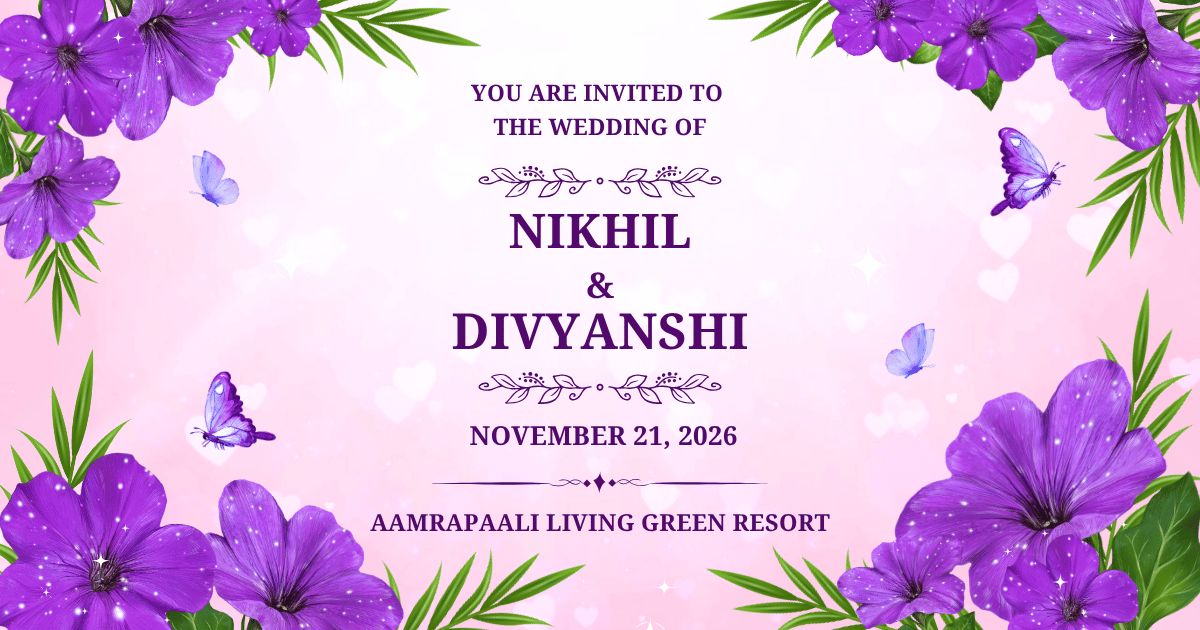 YOU ARE INVITED TO
THE WEDDING OF
NIKHIL
&
DIVYANSHI
NOVEMBER 21, 2026
AAMRAPAALI LIVING GREEN RESORT